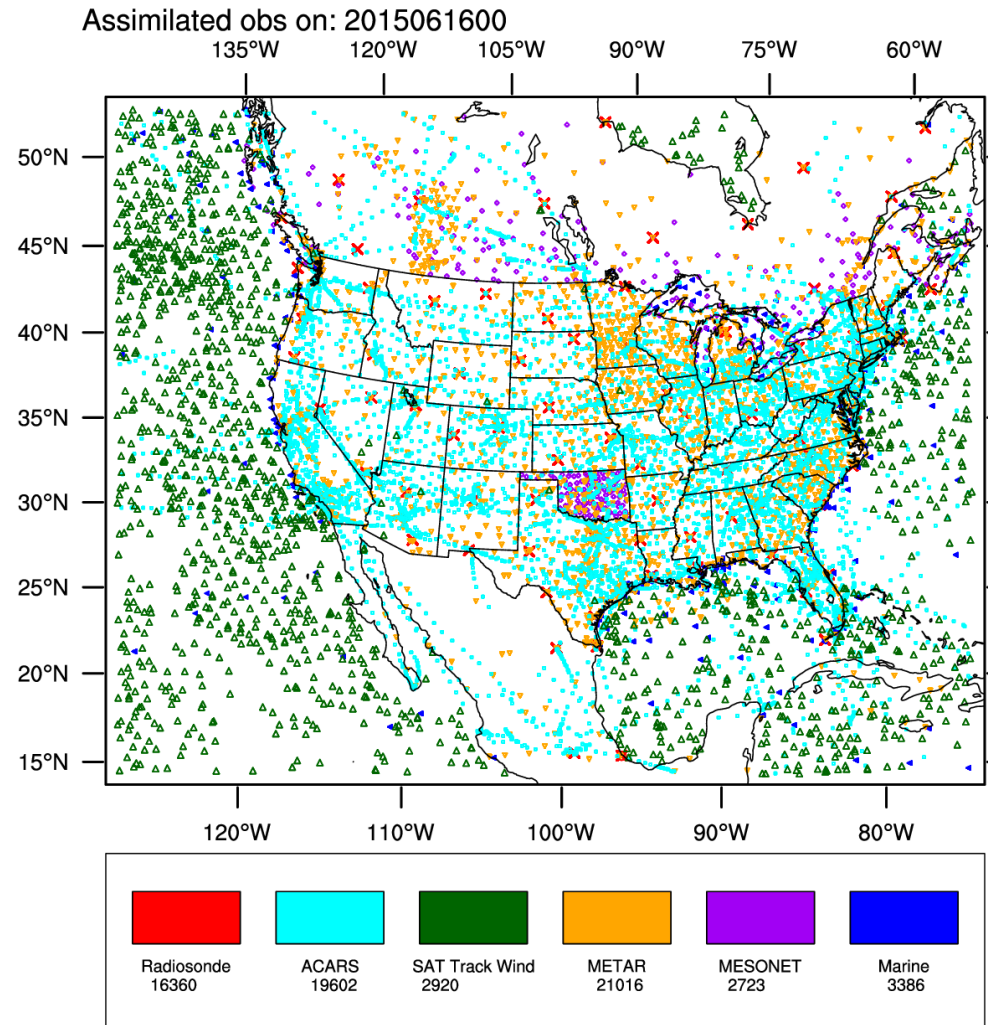 Assimilated obs on: 2015061600
135°W 120°W 105°W 90°W 75°W 60°W
50°N
45°N
40°N
35°N
30°N
25°N
20°N
15°N
120°W 110°W 100°W 90°W 80°W
Radiosonde ACARS SAT Track Wind METAR MESONET Marine
16360 19602 2920 21016 2723 3386